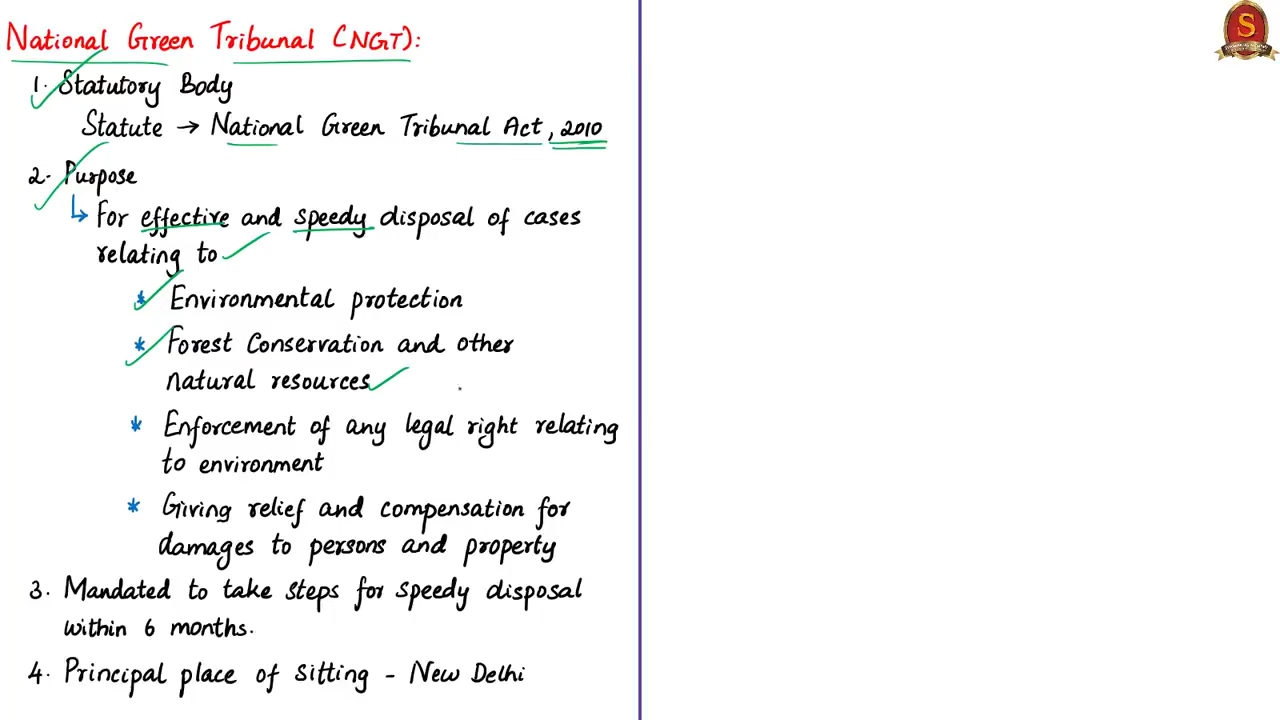 National Green Tribunal (NGT):
1. Statutory Body
Statute → National Green Tribunal Act, 2010
2. Purpose
↳ For effective and speedy disposal of cases
relating to
* Environmental protection
* Forest Conservation and other
natural resources
* Enforcement of any legal right relating
to environment
* Giving relief and compensation for
damages to persons and property
3. Mandated to take steps for speedy disposal
within 6 months.
4. Principal place of sitting - New Delhi
S